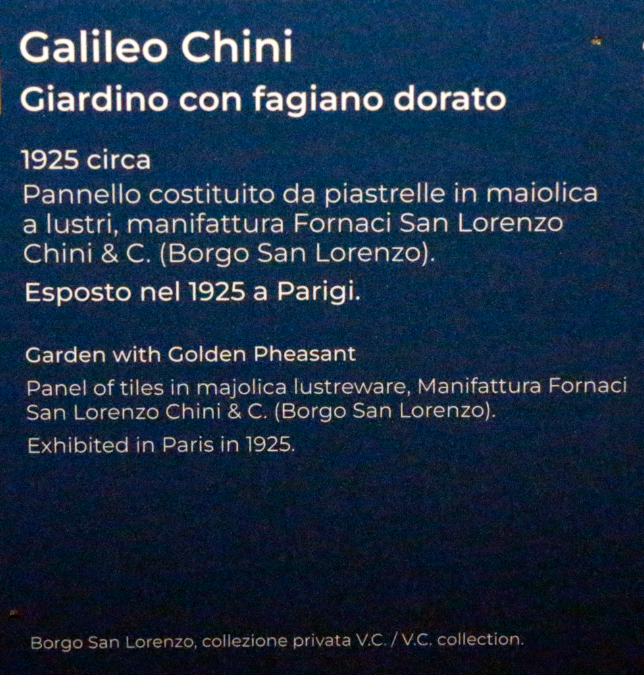 Galileo Chini
Giardino con fagiano dorato
1925 circa
Pannello costituito da piastrelle in maiolica
a lustri, manifattura Fornaci San Lorenzo
Chini & C. (Borgo San Lorenzo).
Esposto nel 1925 a Parigi.
Garden with Golden Pheasant
Panel of tiles in majolica lustreware, Manifattura Fornaci
San Lorenzo Chini & C. (Borgo San Lorenzo).
Exhibited in Paris in 1925.
Borgo San Lorenzo, collezione privata V.C. / V.C. collection.